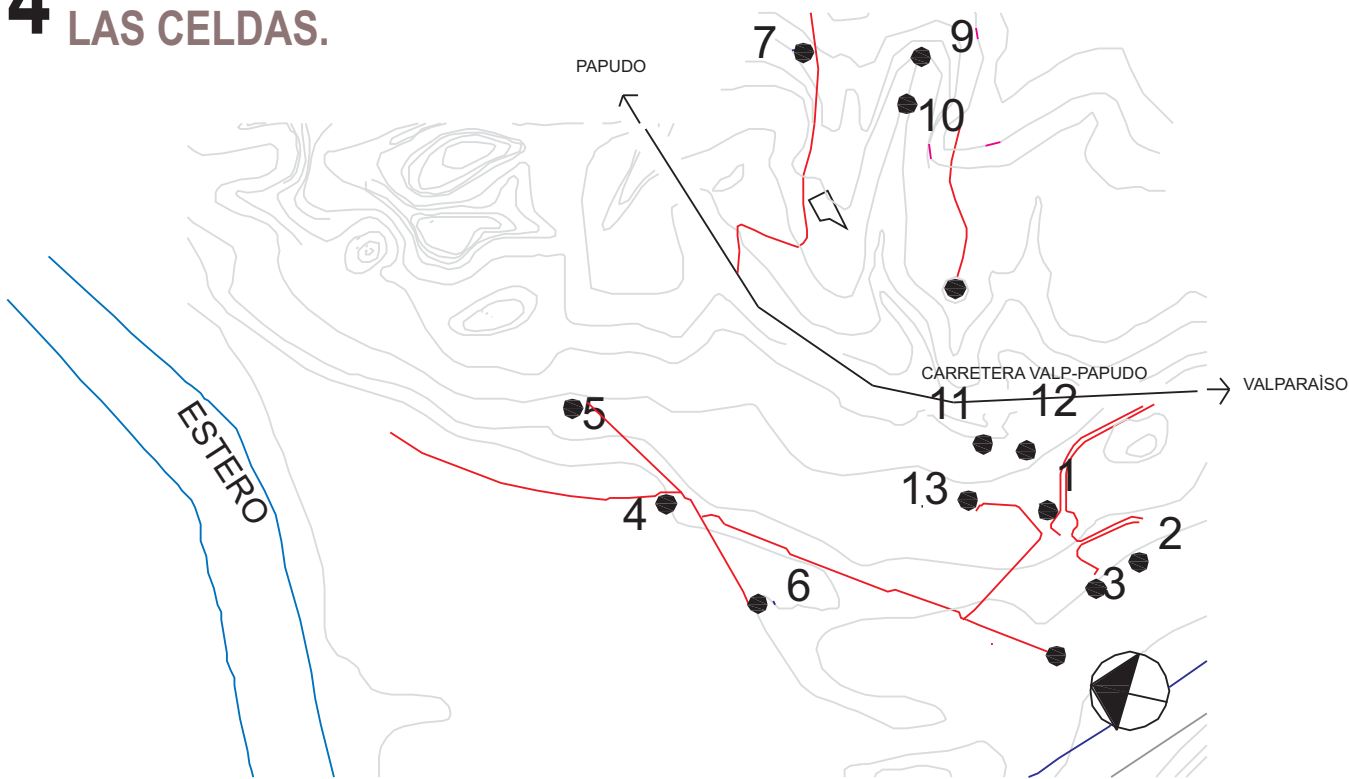 4 LAS CELDAS.
7
9
PAPUDO
10
CARRETERA VALP-PAPUDO
VALPARAÌSO
11
12
5
ESTERO
1
13
4
2
6
3